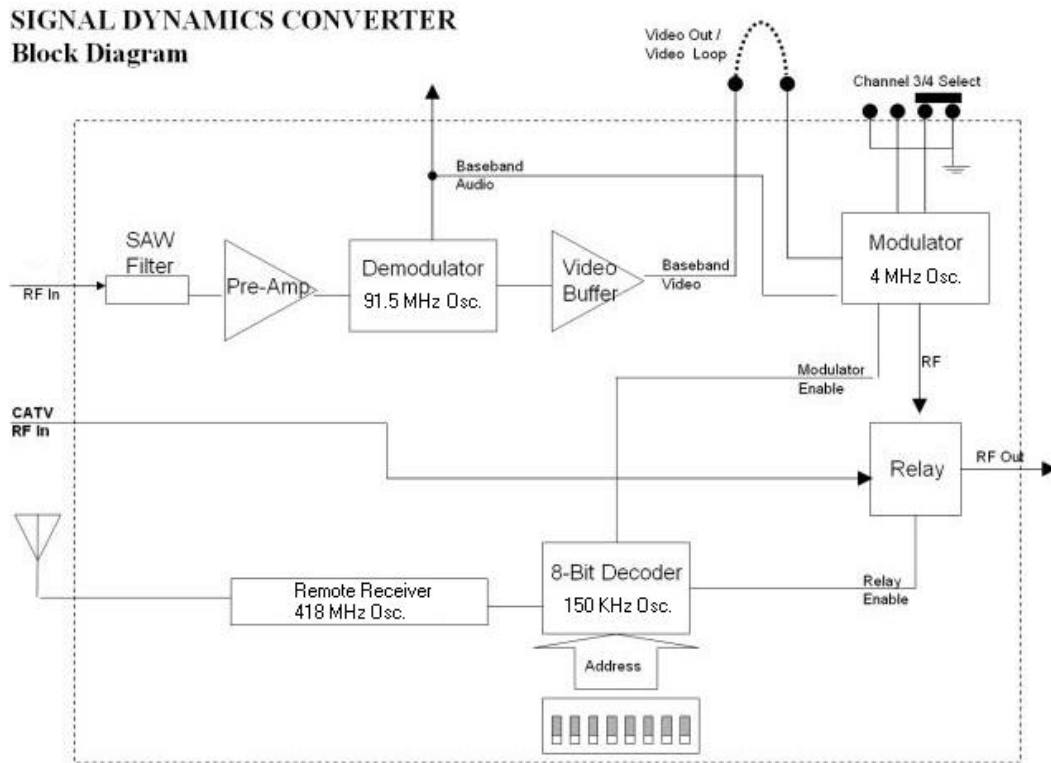 SIGNAL DYNAMICS CONVERTER
Block Diagram
Video Out /
Video Loop
Channel 3/4 Select
Baseband
Audio
SAW
Filter
RF In
Pre-Amp
Demodulator
91.5 MHz Osc.
Video
Buffer
Baseband
Video
Modulator
4 MHz Osc.
Modulator
Enable
RF
CATV
RF In
Relay
RF Out
8-Bit Decoder
150 KHz Osc.
Remote Receiver
418 MHz Osc.
Relay
Enable
Address